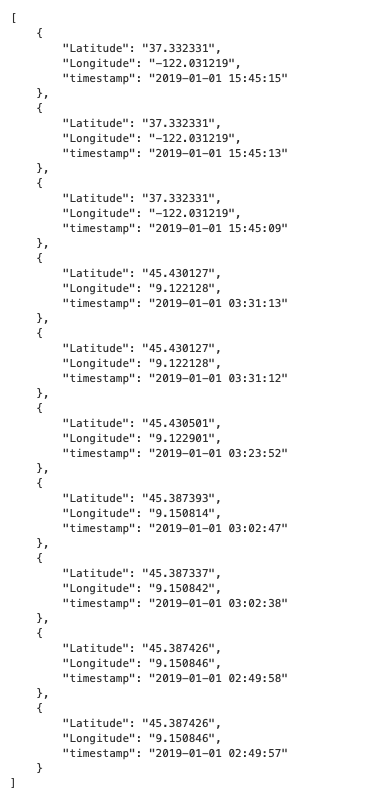 [
{
"Latitude": "37.332331",
"Longitude": "-122.031219",
"timestamp": "2019-01-01 15:45:15"
},
{
"Latitude": "37.332331",
"Longitude": "-122.031219",
"timestamp": "2019-01-01 15:45:13"
},
{
"Latitude": "37.332331",
"Longitude": "-122.031219",
"timestamp": "2019-01-01 15:45:09"
},
{
"Latitude": "45.430127",
"Longitude": "9.122128",
"timestamp": "2019-01-01 03:31:13"
},
{
"Latitude": "45.430127",
"Longitude": "9.122128",
"timestamp": "2019-01-01 03:31:12"
},
{
"Latitude": "45.430501",
"Longitude": "9.122901",
"timestamp": "2019-01-01 03:23:52"
},
{
"Latitude": "45.387393",
"Longitude": "9.150814",
"timestamp": "2019-01-01 03:02:47"
},
{
"Latitude": "45.387337",
"Longitude": "9.150842",
"timestamp": "2019-01-01 03:02:38"
},
{
"Latitude": "45.387426",
"Longitude": "9.150846",
"timestamp": "2019-01-01 02:49:58"
},
{
"Latitude": "45.387426",
"Longitude": "9.150846",
"timestamp": "2019-01-01 02:49:57"
}
]